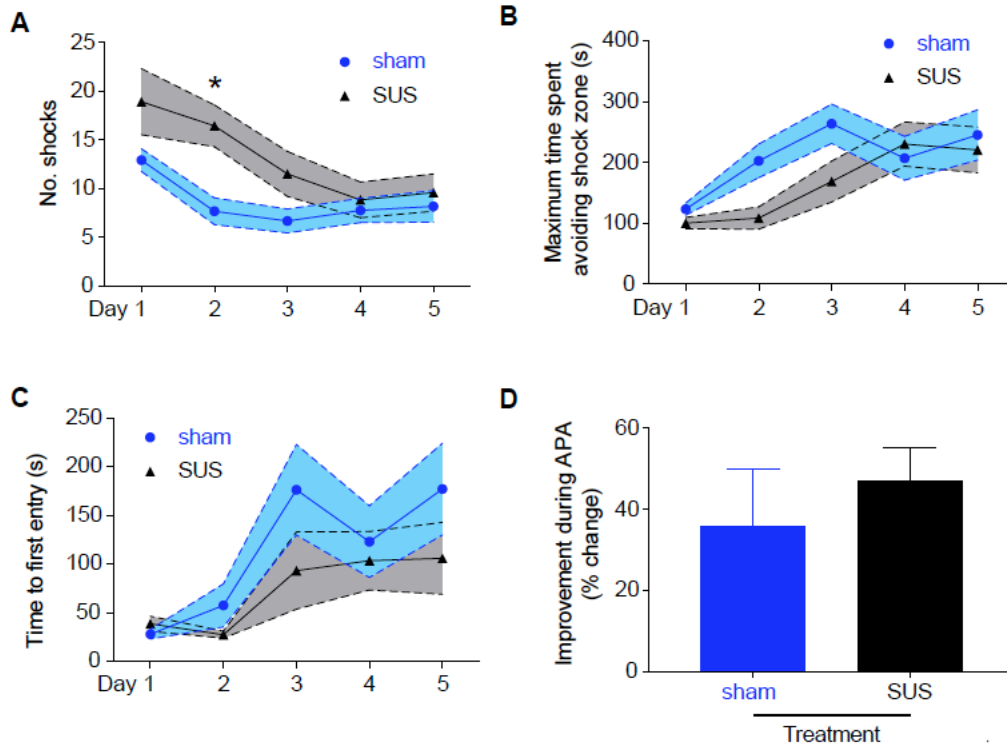 A
25
20
15
10
5
0
No. shocks
*
sham
SUS
Day 1
2
3
4
5
B
400
300
200
100
0
Maximum time spent
avoiding shock zone (s)
sham
SUS
Day 1
2
3
4
5
C
250
200
150
100
50
0
Time to first entry (s)
sham
SUS
Day 1
2
3
4
5
D
60
40
20
0
Improvement during APA
(% change)
sham
SUS
Treatment